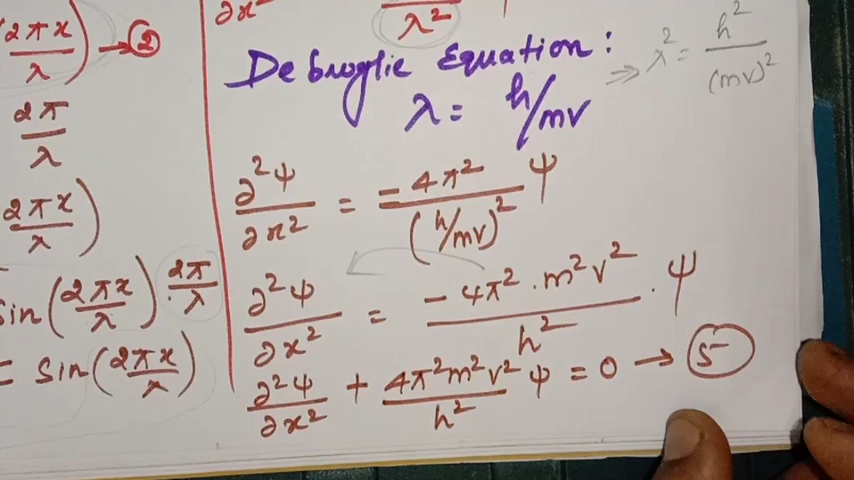 2πx/λ) → ②
2π/λ
2πx/λ)
sin(2πx/λ) . 2π/λ
= sin(2πx/λ)
∂x²
λ²
De broglie Equation :
λ = h/mv
⇒ λ² = h²/(mv)²
∂²ψ/∂x² = -4π²/(h/mv)² ψ
∂²ψ/∂x² = -4π² . m²v²/h² . ψ
∂²ψ/∂x² + 4π²m²v²/h² ψ = 0 → ⑤